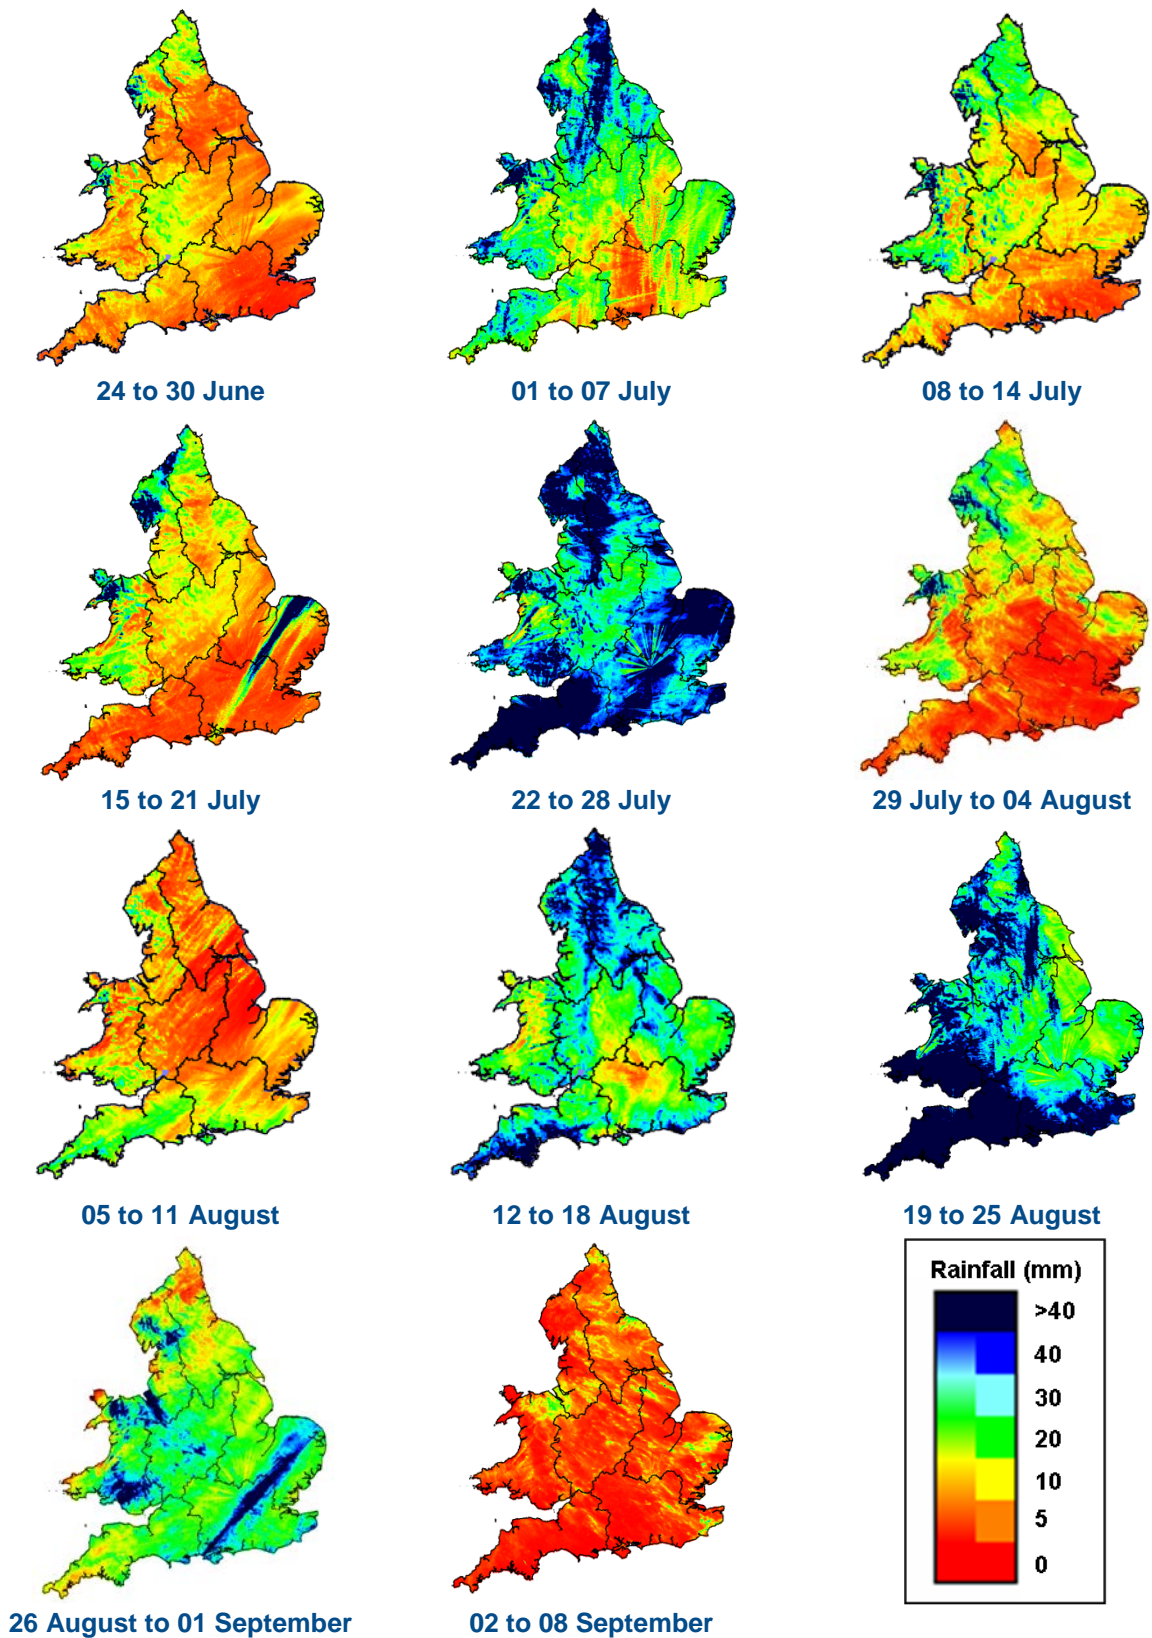 24 to 30 June
01 to 07 July
08 to 14 July
15 to 21 July
22 to 28 July
29 July to 04 August
05 to 11 August
12 to 18 August
19 to 25 August
Rainfall (mm)
>40
40
30
20
10
5
0
26 August to 01 September
02 to 08 September